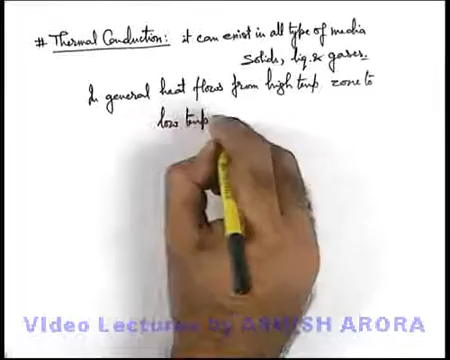 # Thermal Conduction: it can exist in all type of media
Solids, liq. & gases.
In general heat flows from high temp zone to
low temp
Video Lectures by ASHISH ARORA